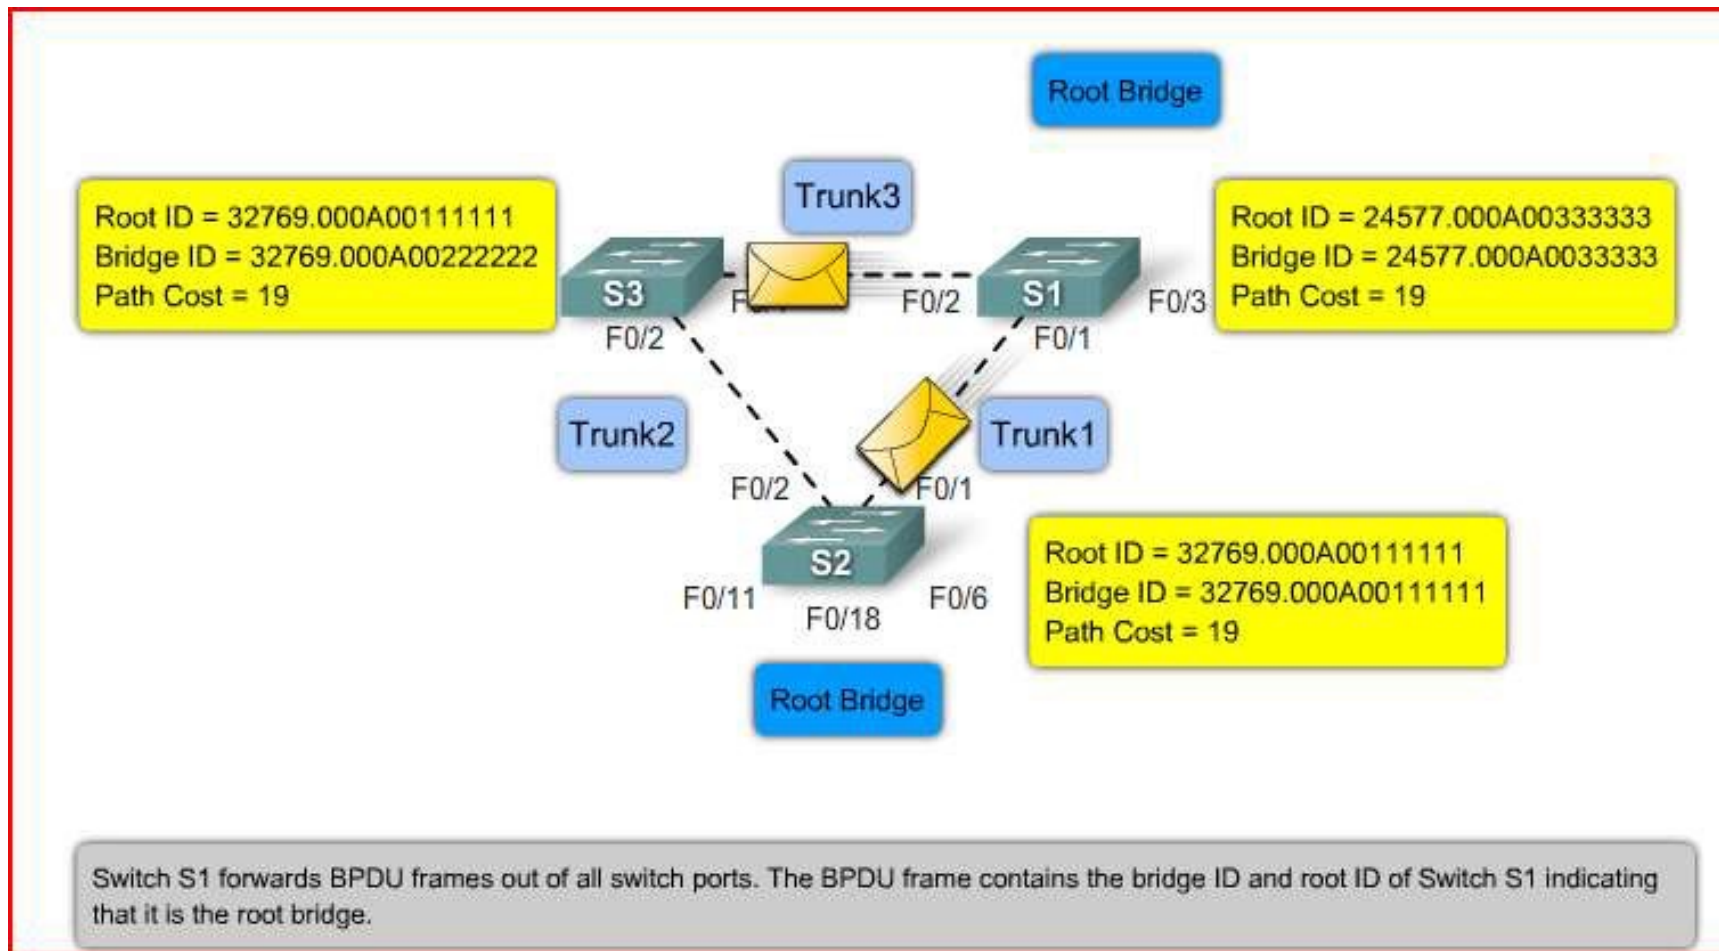 Root Bridge
Trunk3
Root ID = 32769.000A00111111
Bridge ID = 32769.000A00222222
Path Cost = 19
Root ID = 24577.000A00333333
Bridge ID = 24577.000A0033333
Path Cost = 19
S3
F0/2
S1
F0/3
F0/2
F0/1
Trunk2
Trunk1
F0/2
F0/1
S2
F0/11
F0/18
F0/6
Root ID = 32769.000A00111111
Bridge ID = 32769.000A00111111
Path Cost = 19
Root Bridge
Switch S1 forwards BPDU frames out of all switch ports. The BPDU frame contains the bridge ID and root ID of Switch S1 indicating
that it is the root bridge.